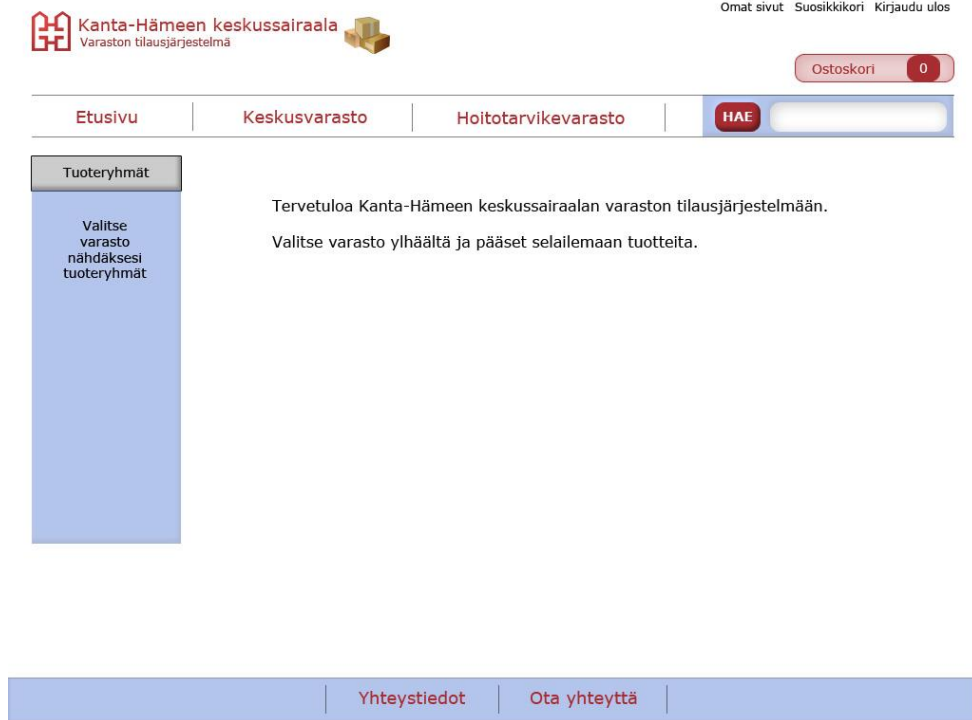 Omat sivut Suosikkikori Kirjaudu ulos
Kanta-Hämeen keskussairaala
Varaston tilausjärjestelmä
Ostoskori 0
Etusivu Keskusvarasto Hoitotarvikevarasto HAE
Tuoteryhmät
Valitse
varasto
nähdäksesi
tuoteryhmät
Tervetuloa Kanta-Hämeen keskussairaalan varaston tilausjärjestelmään.
Valitse varasto ylhäältä ja pääset selailemaan tuotteita.
Yhteystiedot Ota yhteyttä